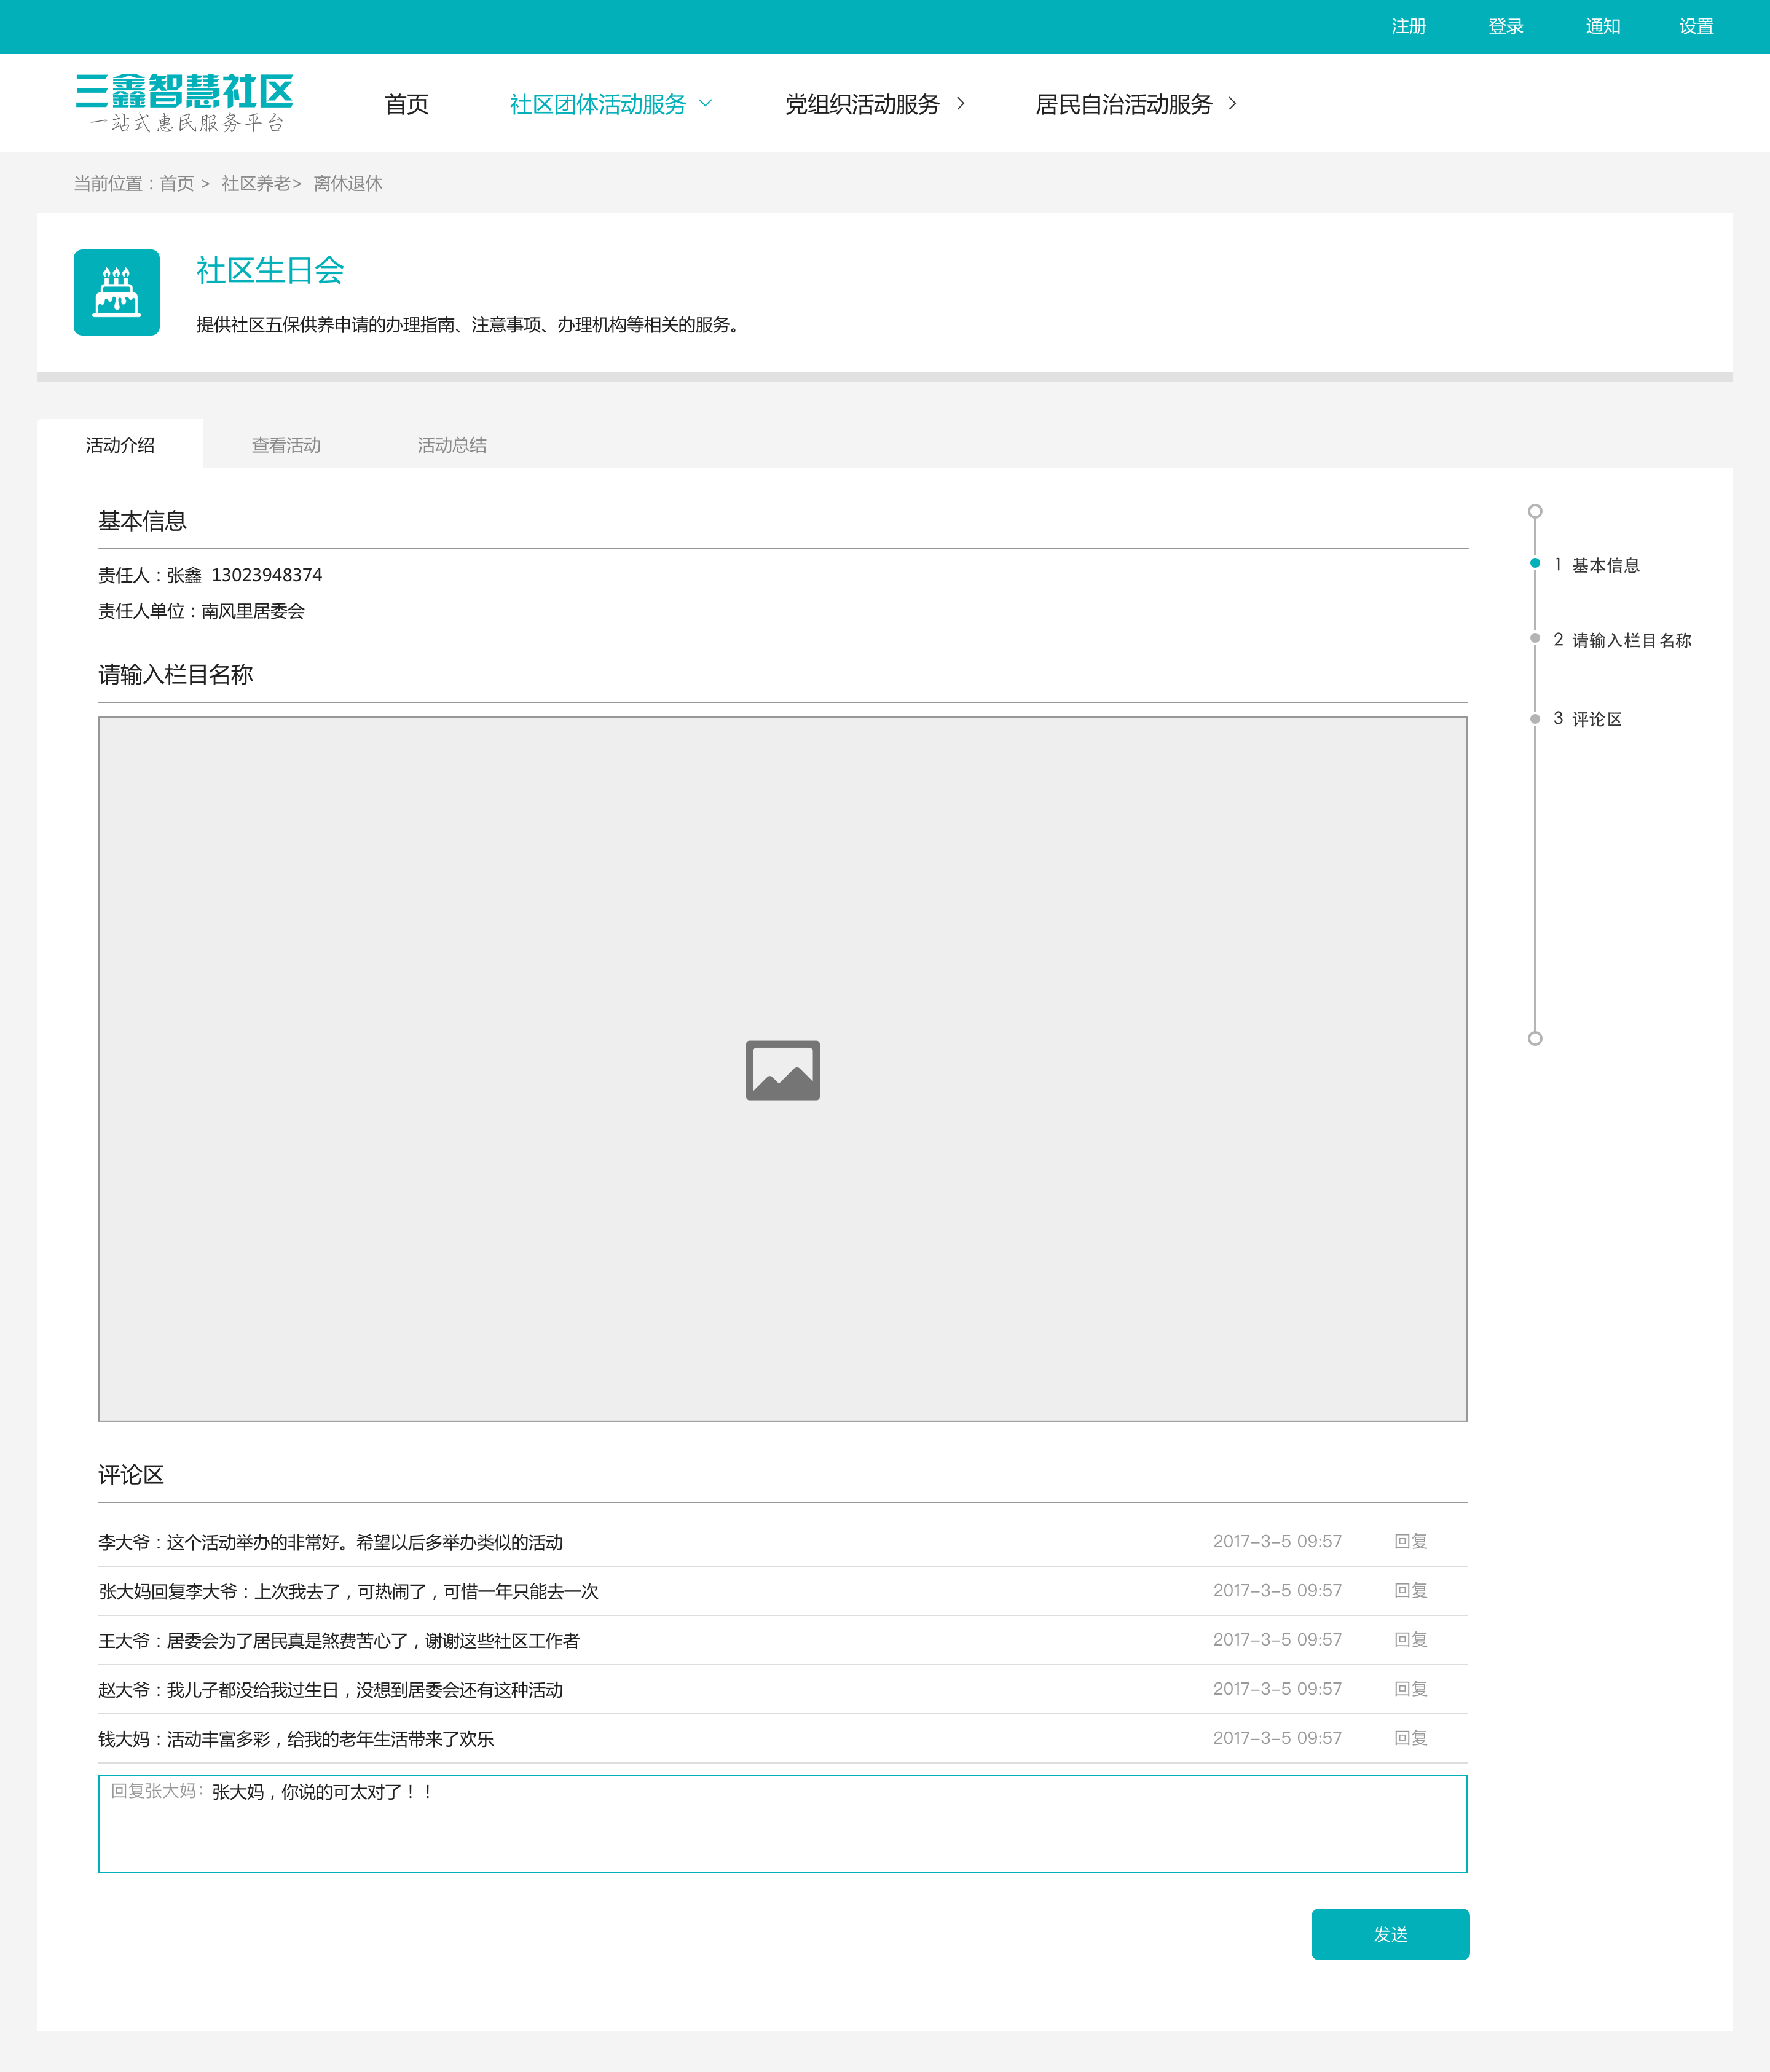 注册 登录 通知 设置
三鑫智慧社区
一站式惠民服务平台
首页 社区团体活动服务 党组织活动服务 居民自治活动服务
当前位置：首页 > 社区养老> 离休退休
社区生日会
提供社区五保供养申请的办理指南、注意事项、办理机构等相关的服务。
活动介绍 查看活动 活动总结
基本信息
责任人：张鑫 13023948374
责任人单位：南风里居委会
请输入栏目名称
1 基本信息
2 请输入栏目名称
3 评论区
评论区
李大爷：这个活动举办的非常好。希望以后多举办类似的活动 2017-3-5 09:57 回复
张大妈回复李大爷：上次我去了，可热闹了，可惜一年只能去一次 2017-3-5 09:57 回复
王大爷：居委会为了居民真是煞费苦心了，谢谢这些社区工作者 2017-3-5 09:57 回复
赵大爷：我儿子都没给我过生日，没想到居委会还有这种活动 2017-3-5 09:57 回复
钱大妈：活动丰富多彩，给我的老年生活带来了欢乐 2017-3-5 09:57 回复
回复张大妈：张大妈，你说的可太对了！！
发送